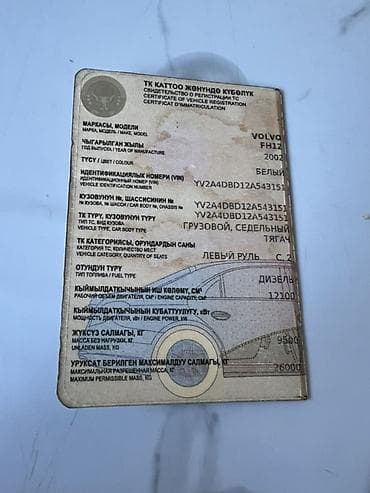 ТК КАТТОО ЖӨНҮНДӨ КҮБӨЛҮК
СВИДЕТЕЛЬСТВО О РЕГИСТРАЦИИ ТС
CERTIFICATE OF VEHICLE REGISTRATION
CERTIFICAT D'IMMATRICULATION
МАРКАСЫ, МОДЕЛИ
МАРКА, МОДЕЛЬ / MAKE, MODEL
VOLVO
FH12
ЧЫГАРЫЛГАН ЖЫЛЫ
ГОД ВЫПУСКА / YEAR OF MANUFACTURE
2002
ТҮСҮ / ЦВЕТ / COLOUR
БЕЛЫЙ
ИДЕНТИФИКАЦИЯЛЫК НОМЕРИ (VIN)
ИДЕНТИФИКАЦИОННЫЙ НОМЕР (VIN)
VEHICLE IDENTIFICATION NUMBER
YV2A4DBD12A543151
КУЗОВУНУН №, ШАССИСИНИН №
№ КУЗОВА, № ШАССИ / CAR BODY №, CHASSIS №
YV2A4DBD12A543151
YV2A4DBD12A543151
ТК ТҮРҮ, КУЗОВУНУН ТҮРҮ
ТИП ТС, ВИД КУЗОВА
VEHICLE TYPE, CAR BODY TYPE
ГРУЗОВОЙ, СЕДЕЛЬНЫЙ
ТЯГАЧ
ТК КАТЕГОРИЯСЫ, ОРУНДАРДЫН САНЫ
КАТЕГОРИЯ ТС, КОЛИЧЕСТВО МЕСТ
VEHICLE CATEGORY, QUANTITY OF SEATS
ЛЕВЫЙ РУЛЬ C, 2
ОТУНДУН ТҮРҮ
ТИП ТОПЛИВА / FUEL TYPE
ДИЗЕЛЬ
КЫЙМЫЛДАТКЫЧЫНЫН ИШ КӨЛӨМҮ, СМ³
РАБОЧИЙ ОБЪЕМ ДВИГАТЕЛЯ, СМ³ / ENGINE CAPACITY, CM³
12100
КЫЙМЫЛДАТКЫЧЫНЫН КУБАТТУУЛУГУ, кВт
МОЩНОСТЬ ДВИГАТЕЛЯ, кВт / ENGINE POWER, kW
ЖҮКСҮЗ САЛМАГЫ, КГ
МАССА БЕЗ НАГРУЗКИ, КГ
UNLADEN MASS, KG
9500
УРУКСАТ БЕРИЛГЕН МАКСИМАЛДУУ САЛМАГЫ, КГ
МАКСИМАЛЬНАЯ РАЗРЕШЕННАЯ МАССА, КГ
MAXIMUM PERMISSIBLE MASS, KG
26000